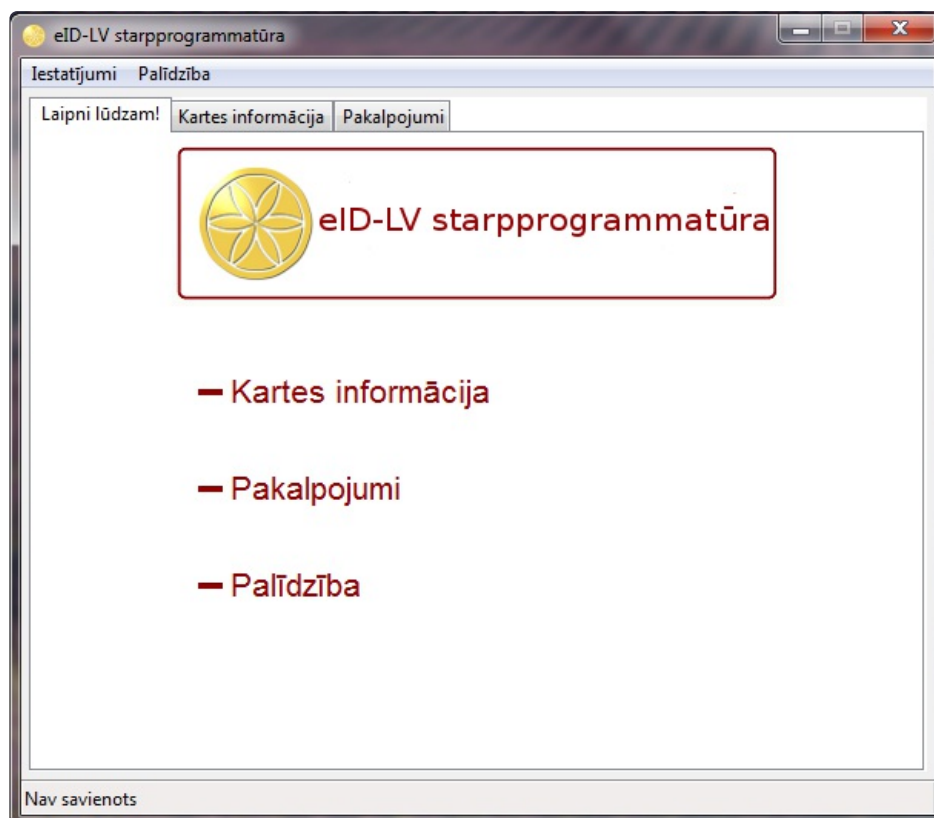 eID-LV starpprogrammatūra
Iestatījumi Palīdzība
Laipni lūdzam! Kartes informācija Pakalpojumi
eID-LV starpprogrammatūra
Kartes informācija
Pakalpojumi
Palīdzība
Nav savienots